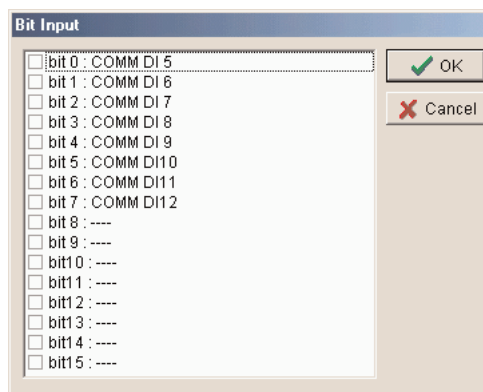 Bit Input
bit 0 : COMM DI 5
bit 1 : COMM DI 6
bit 2 : COMM DI 7
bit 3 : COMM DI 8
bit 4 : COMM DI 9
bit 5 : COMM DI10
bit 6 : COMM DI11
bit 7 : COMM DI12
bit 8 : ----
bit 9 : ----
bit10 : ----
bit11 : ----
bit12 : ----
bit13 : ----
bit14 : ----
bit15 : ----
OK
Cancel